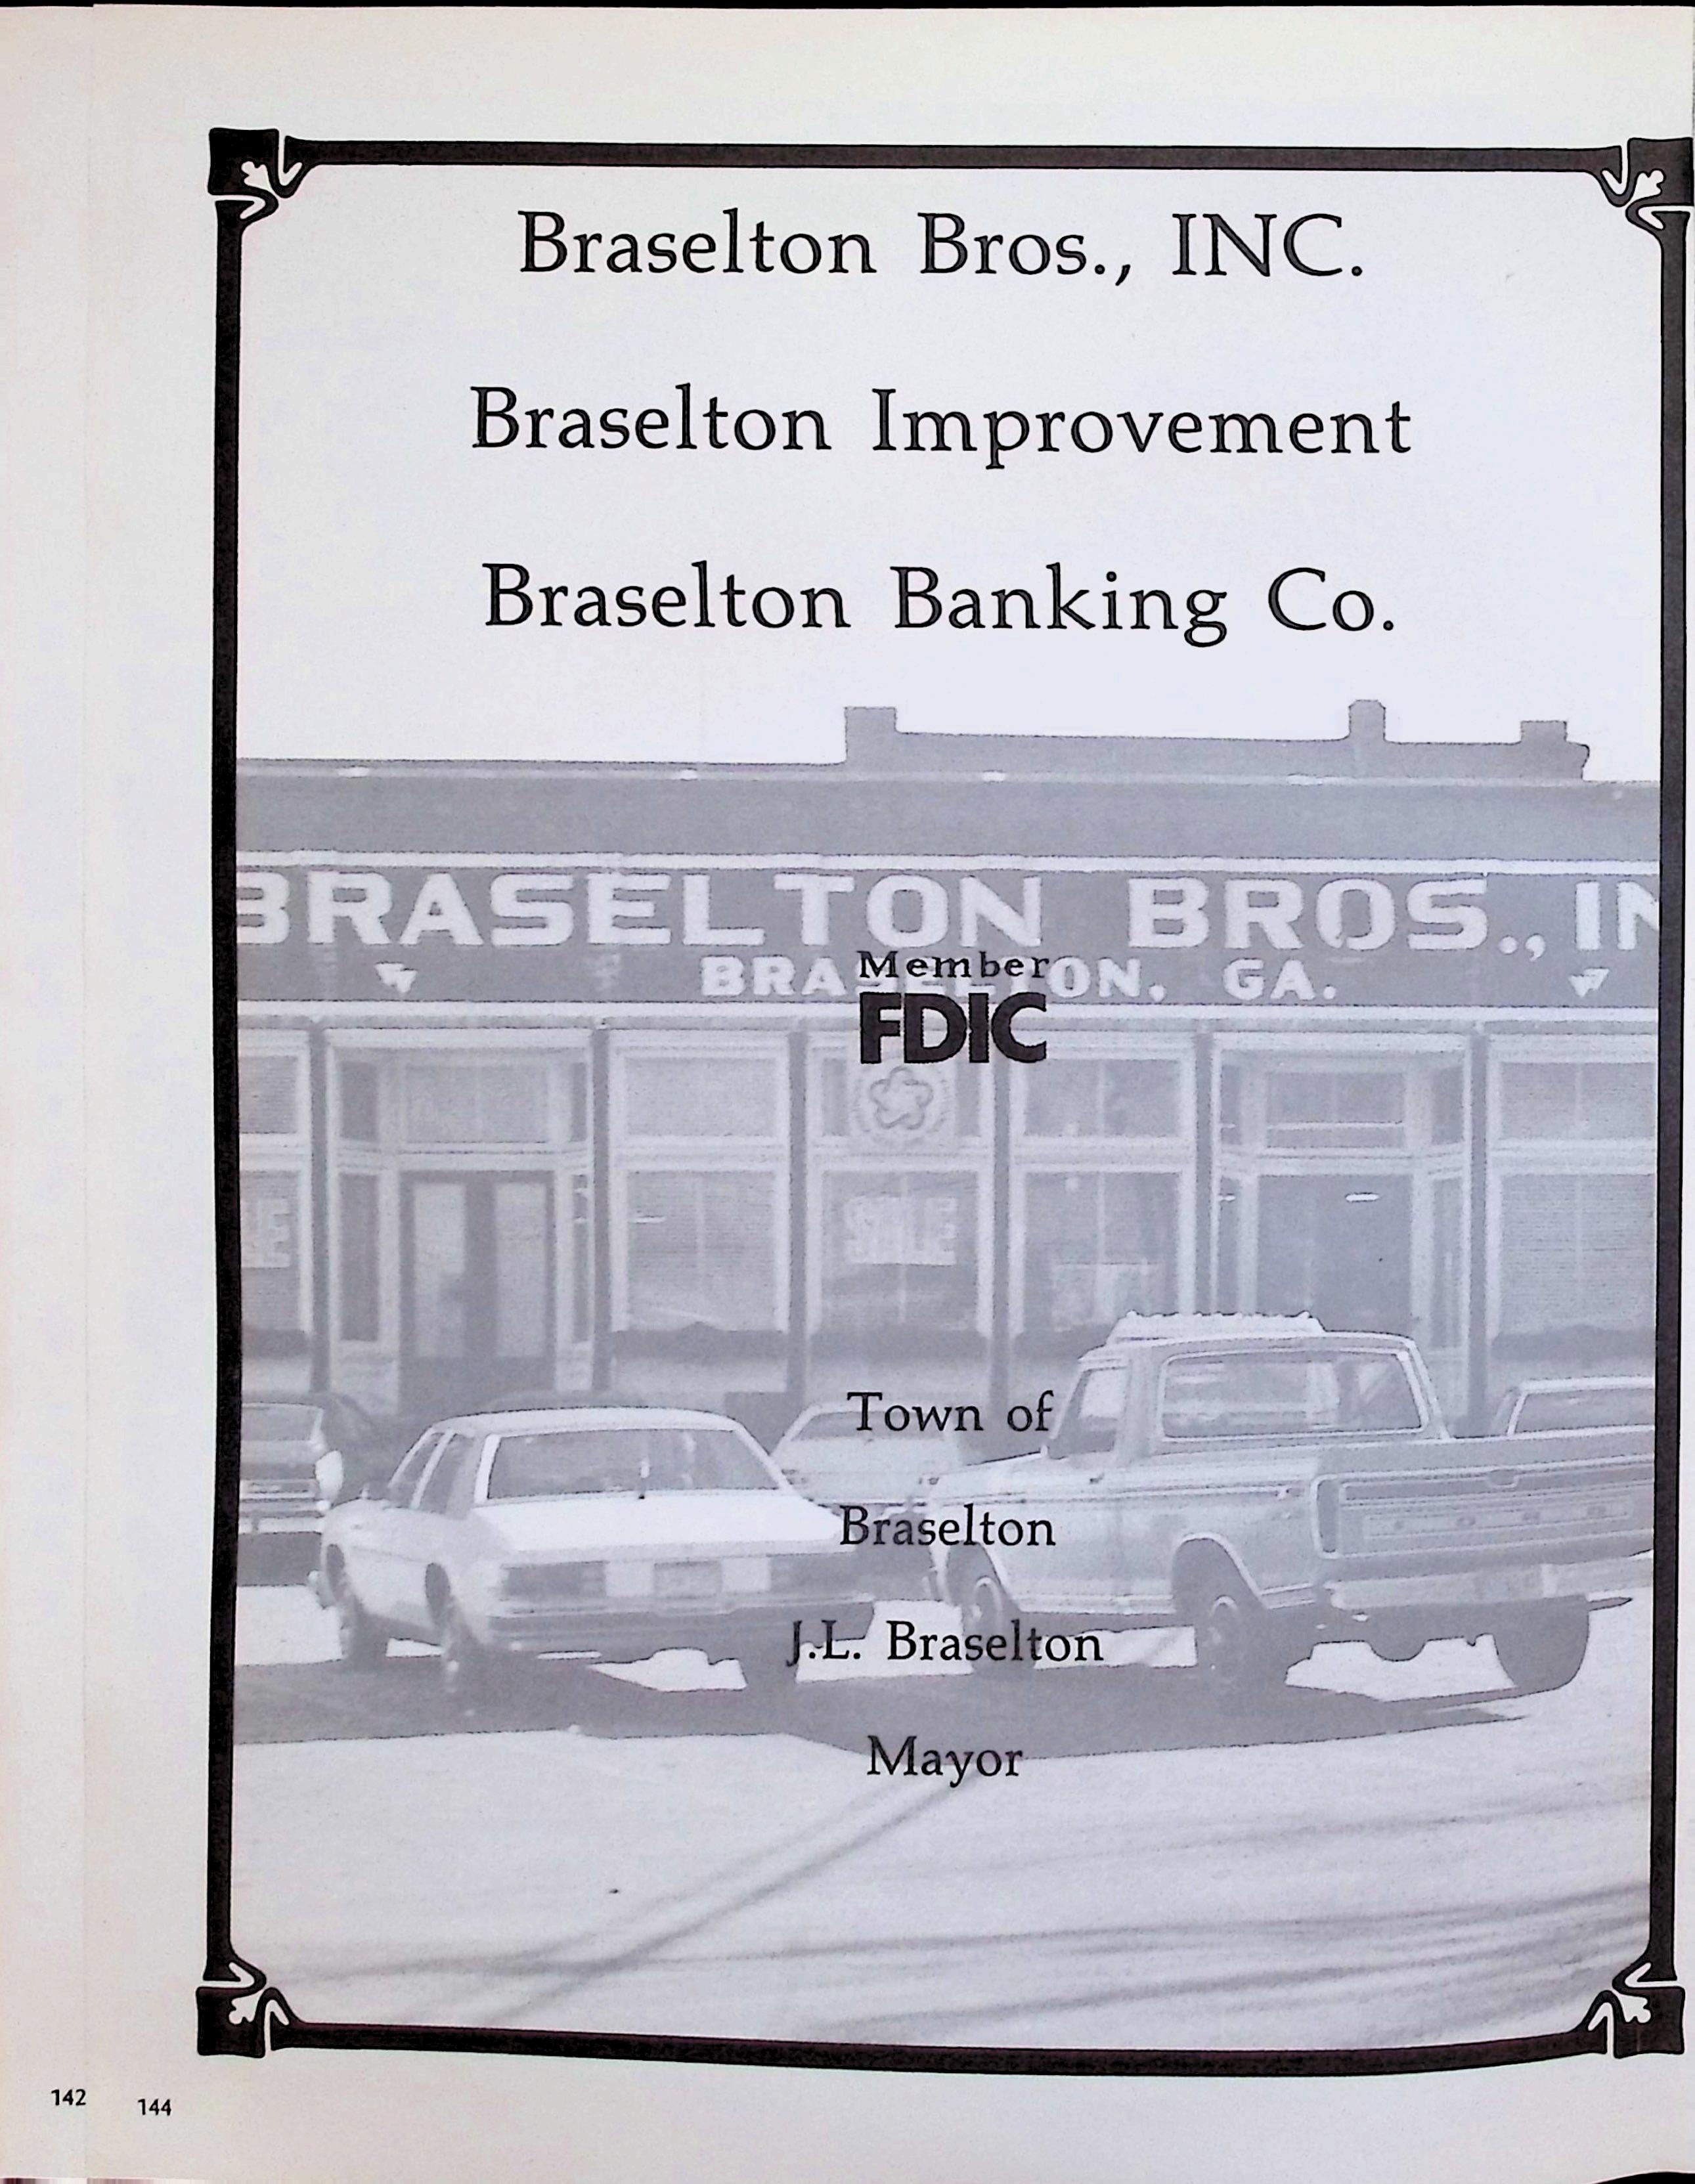 Braselton Bros., INC.
Braselton Improvement
Braselton Banking Co.
BRASELTON BROS., IN
BRASELTON, GA.
Member
FDIC
SALE
Town of
Braselton
J.L. Braselton
Mayor
142
144